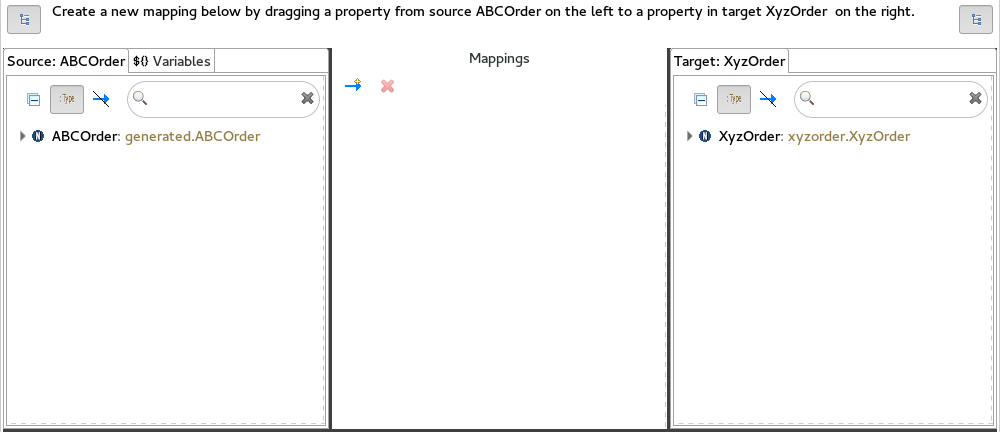 Create a new mapping below by dragging a property from source ABCOrder on the left to a property in target XyzOrder on the right.
Source: ABCOrder ${} Variables
Mappings
Target: XyzOrder
:Type
:Type
N ABCOrder: generated.ABCOrder
N XyzOrder: xyzorder.XyzOrder